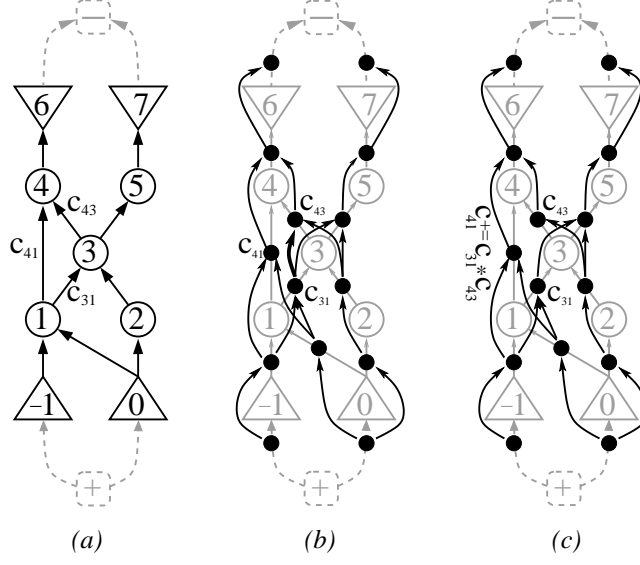 − − −
6 7 6 7 6 7
4 5 4 5 4 5
c43 c43 c43
c41 c41 c41 += c31 * c43
3 3 3
c31 c31 c31
1 2 1 2 1 2
−1 0 −1 0 −1 0
+ + +
(a) (b) (c)